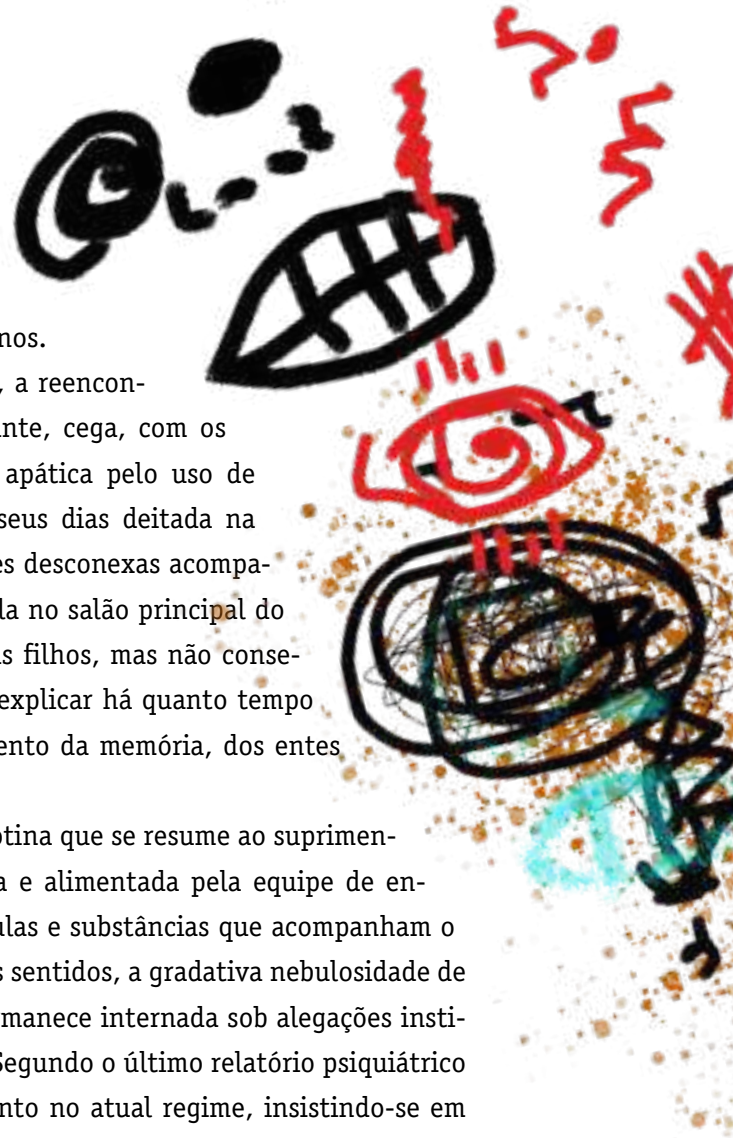 nos.
, a reencon-
nte, cega, com os
apática pelo uso de
seus dias deitada na
es desconexas acompa-
la no salão principal do
s filhos, mas não conse-
explicar há quanto tempo
ento da memória, dos entes
otina que se resume ao suprimen-
a e alimentada pela equipe de en-
ulas e substâncias que acompanham o
s sentidos, a gradativa nebulosidade de
manece internada sob alegações insti-
Segundo o último relatório psiquiátrico
nto no atual regime, insistindo-se em